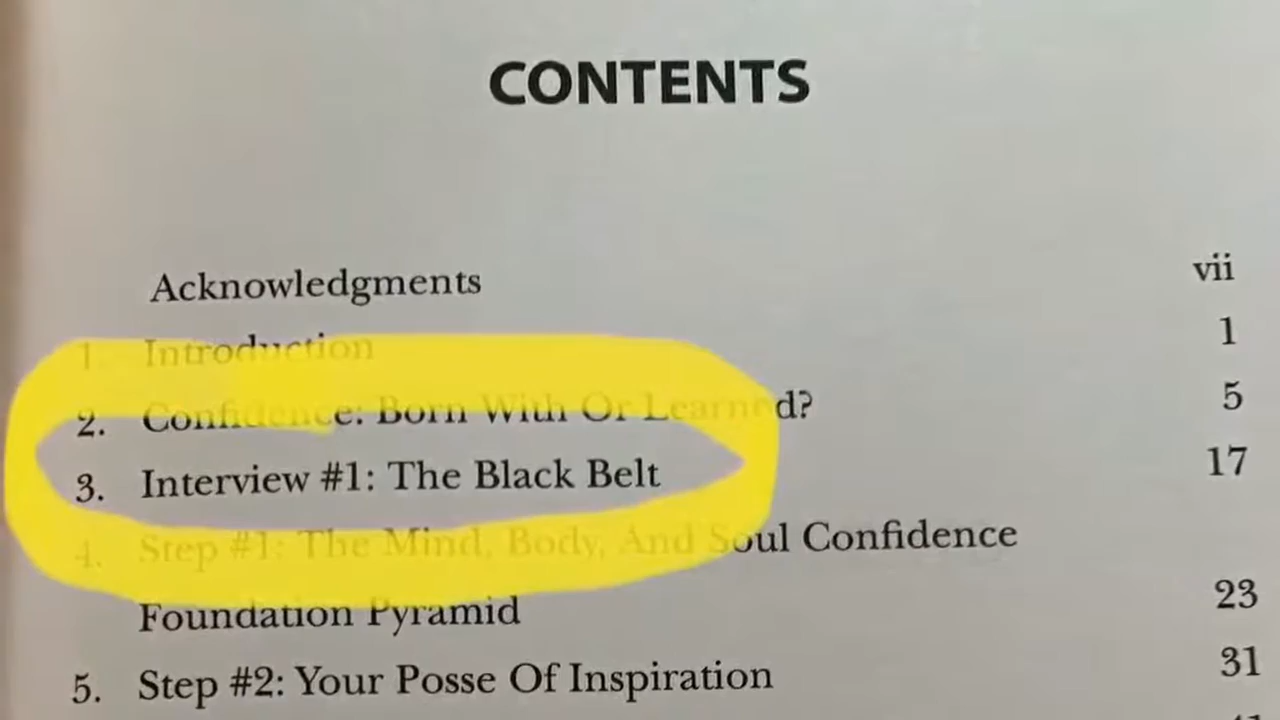 CONTENTS
Acknowledgments vii
1. Introduction 1
2. Confidence: Born With Or Learned? 5
3. Interview #1: The Black Belt 17
4. Step #1: The Mind, Body, And Soul Confidence
Foundation Pyramid 23
5. Step #2: Your Posse Of Inspiration 31